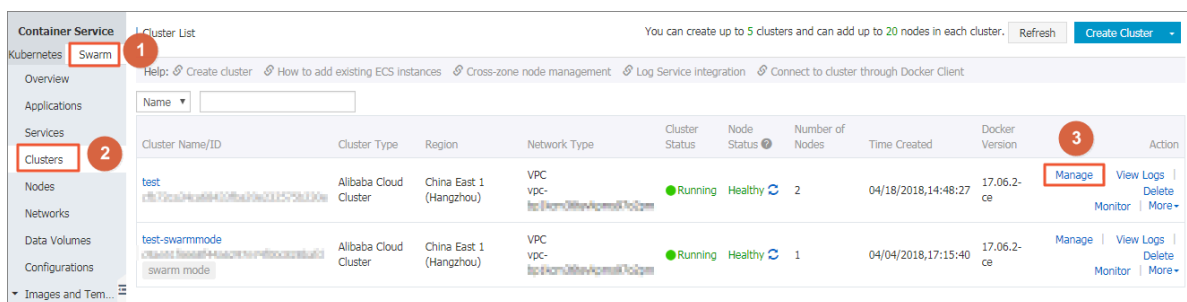 Container Service
Kubernetes Swarm
1
Overview
Applications
Services
Clusters
2
Nodes
Networks
Data Volumes
Configurations
Images and Tem...
Cluster List
You can create up to 5 clusters and can add up to 20 nodes in each cluster. Refresh Create Cluster
Help: Create cluster How to add existing ECS instances Cross-zone node management Log Service integration Connect to cluster through Docker Client
Name
Cluster Name/ID Cluster Type Region Network Type Cluster Status Node Status Number of Nodes Time Created Docker Version 3 Action
test Alibaba Cloud Cluster China East 1 (Hangzhou) VPC vpc- Running Healthy 2 04/18/2018,14:48:27 17.06.2-ce Manage View Logs | Delete
Monitor | More
test-swarmmode Alibaba Cloud Cluster China East 1 (Hangzhou) VPC vpc- Running Healthy 1 04/04/2018,17:15:40 17.06.2-ce Manage | View Logs | Delete
swarm mode Monitor | More